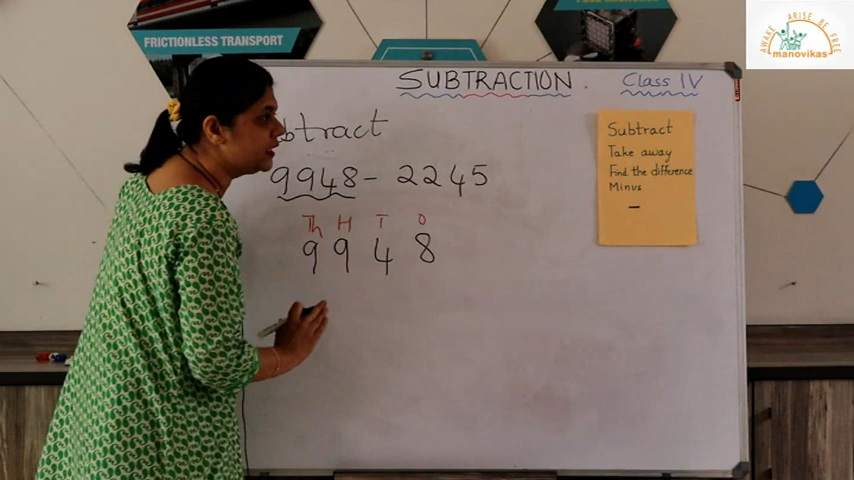 FRICTIONLESS TRANSPORT
AWAKE ARISE BE FREE
manovikas
SUBTRACTION.
Class IV
btract
9948 - 2245
Th H T O
9 9 4 8
Subtract
Take away
Find the difference
Minus
-